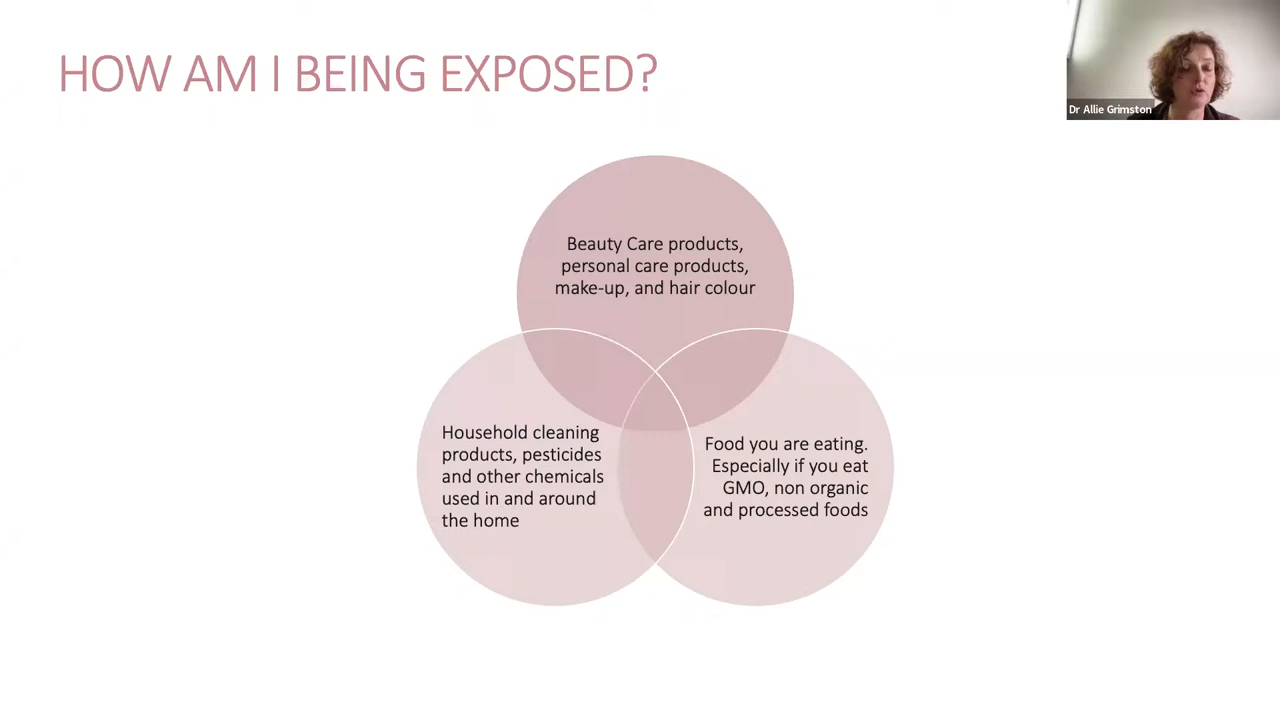 HOW AM I BEING EXPOSED?
Dr Allie Grimston
Beauty Care products,
personal care products,
make-up, and hair colour
Household cleaning
products, pesticides
and other chemicals
used in and around
the home
Food you are eating.
Especially if you eat
GMO, non organic
and processed foods